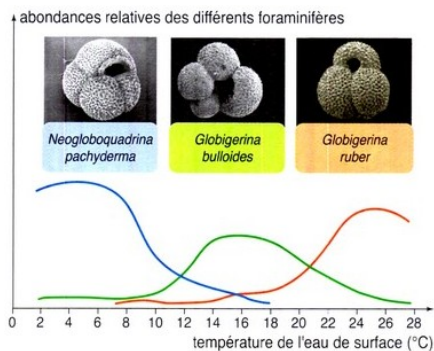 abondances relatives des différents foraminifères
Neogloboquadrina
pachyderma
Globigerina
bulloides
Globigerina
ruber
0 2 4 6 8 10 12 14 16 18 20 22 24 26 28
température de l'eau de surface (°C)